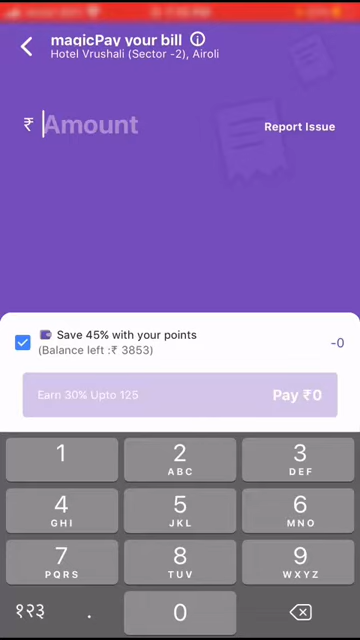 magicPay your bill
Hotel Vrushali (Sector -2), Airoli
₹ Amount
Report Issue
Save 45% with your points
(Balance left :₹ 3853)
-0
Earn 30% Upto 125
Pay ₹0
1
2
ABC
3
DEF
4
GHI
5
JKL
6
MNO
7
PQRS
8
TUV
9
WXYZ
१२३
.
0